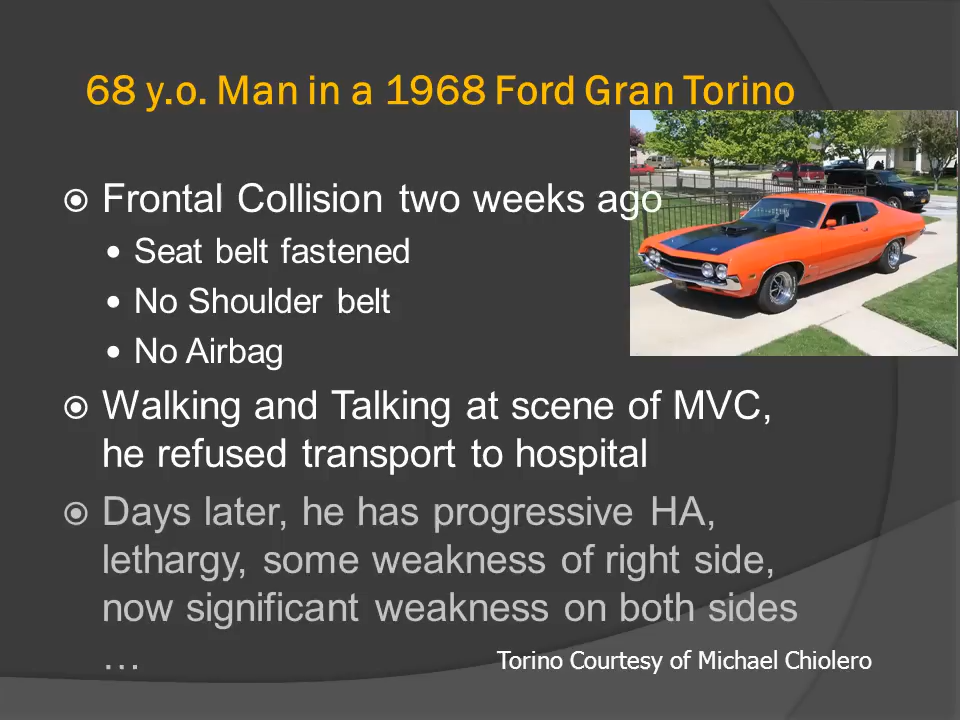 68 y.o. Man in a 1968 Ford Gran Torino
Frontal Collision two weeks ago
Seat belt fastened
No Shoulder belt
No Airbag
Walking and Talking at scene of MVC,
he refused transport to hospital
Days later, he has progressive HA,
lethargy, some weakness of right side,
now significant weakness on both sides
…
Torino Courtesy of Michael Chiolero